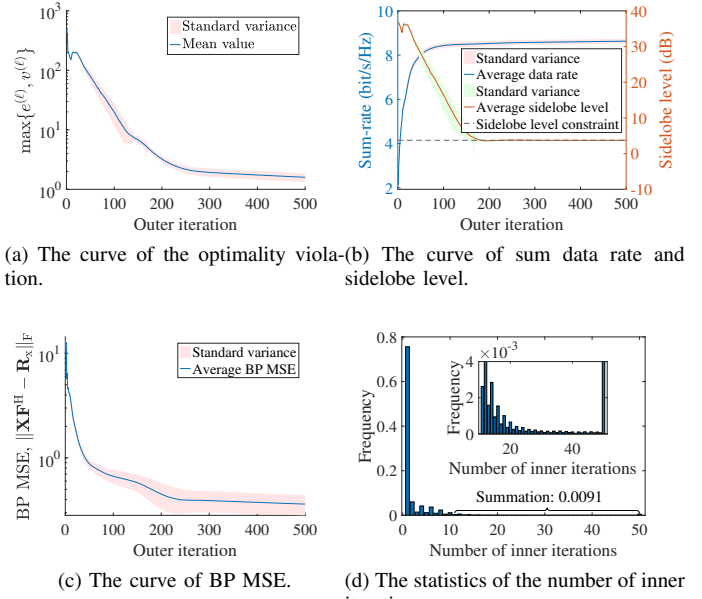 10^3
10^2
10^1
10^0
max{e^(ℓ), v^(ℓ)}
Standard variance
Mean value
0 100 200 300 400 500
Outer iteration
(a) The curve of the optimality violation.
10
8
6
4
2
Sum-rate (bit/s/Hz)
40
30
20
10
0
-10
Sidelobe level (dB)
Standard variance
Average data rate
Standard variance
Average sidelobe level
Sidelobe level constraint
0 100 200 300 400 500
Outer iteration
(b) The curve of sum data rate and
sidelobe level.
10^1
10^0
BP MSE, ||XF^H − R_x||_F
Standard variance
Average BP MSE
0 100 200 300 400 500
Outer iteration
(c) The curve of BP MSE.
0.8
0.6
0.4
0.2
0
Frequency
×10^-3
4
2
0
Frequency
20 40
Number of inner iterations
Summation: 0.0091
0 10 20 30 40 50
Number of inner iterations
(d) The statistics of the number of inner